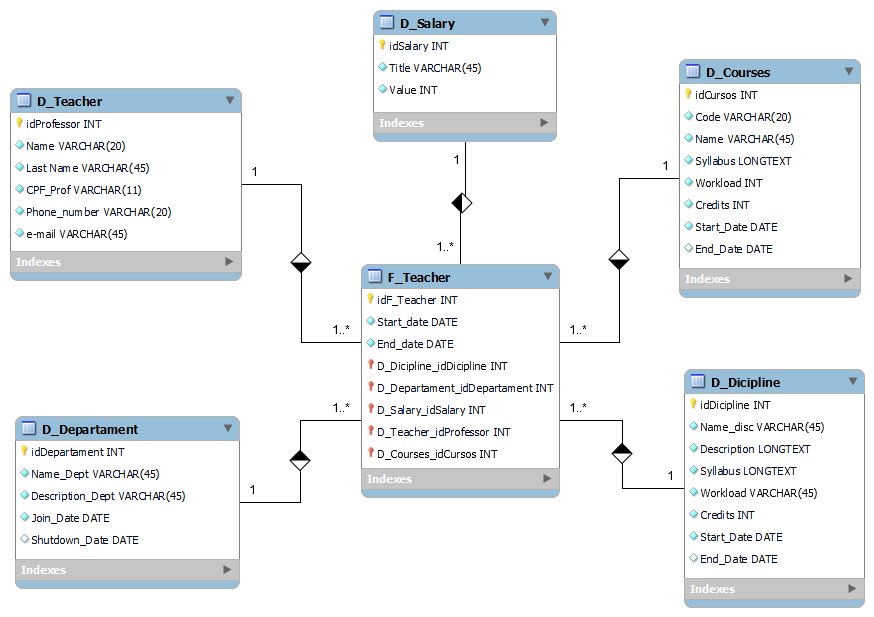 D_Salary
idSalary INT
Title VARCHAR(45)
Value INT
Indexes
D_Teacher
idProfessor INT
Name VARCHAR(20)
Last Name VARCHAR(45)
CPF_Prof VARCHAR(11)
Phone_number VARCHAR(20)
e-mail VARCHAR(45)
Indexes
D_Courses
idCursos INT
Code VARCHAR(20)
Name VARCHAR(45)
Syllabus LONGTEXT
Workload INT
Credits INT
Start_Date DATE
End_Date DATE
Indexes
1
1
1
1..*
F_Teacher
idF_Teacher INT
Start_date DATE
End_date DATE
D_Dicipline_idDicipline INT
D_Departament_idDepartament INT
D_Salary_idSalary INT
D_Teacher_idProfessor INT
D_Courses_idCursos INT
Indexes
1..*
1..*
1..*
1..*
D_Departament
idDepartament INT
Name_Dept VARCHAR(45)
Description_Dept VARCHAR(45)
Join_Date DATE
Shutdown_Date DATE
Indexes
1
1
D_Dicipline
idDicipline INT
Name_disc VARCHAR(45)
Description LONGTEXT
Syllabus LONGTEXT
Workload VARCHAR(45)
Credits INT
Start_Date DATE
End_Date DATE
Indexes